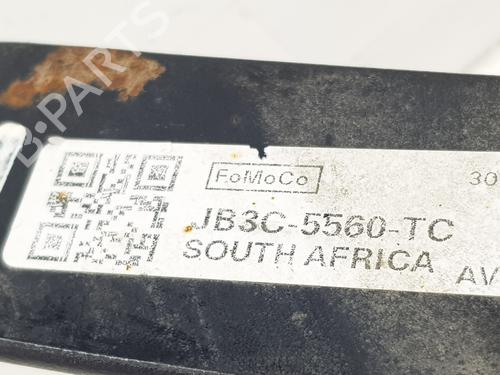 B-PARTS
FoMoCo
30
JB3C-5560-TC
SOUTH AFRICA AV